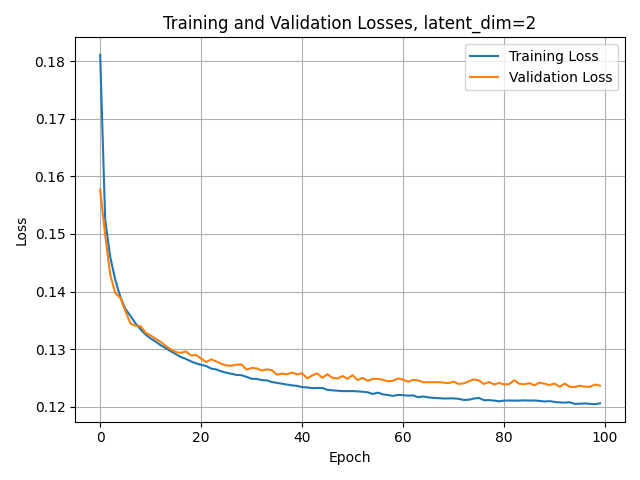 Training and Validation Losses, latent_dim=2
Training Loss
Validation Loss
0.18
0.17
0.16
0.15
0.14
0.13
0.12
Loss
0
20
40
60
80
100
Epoch